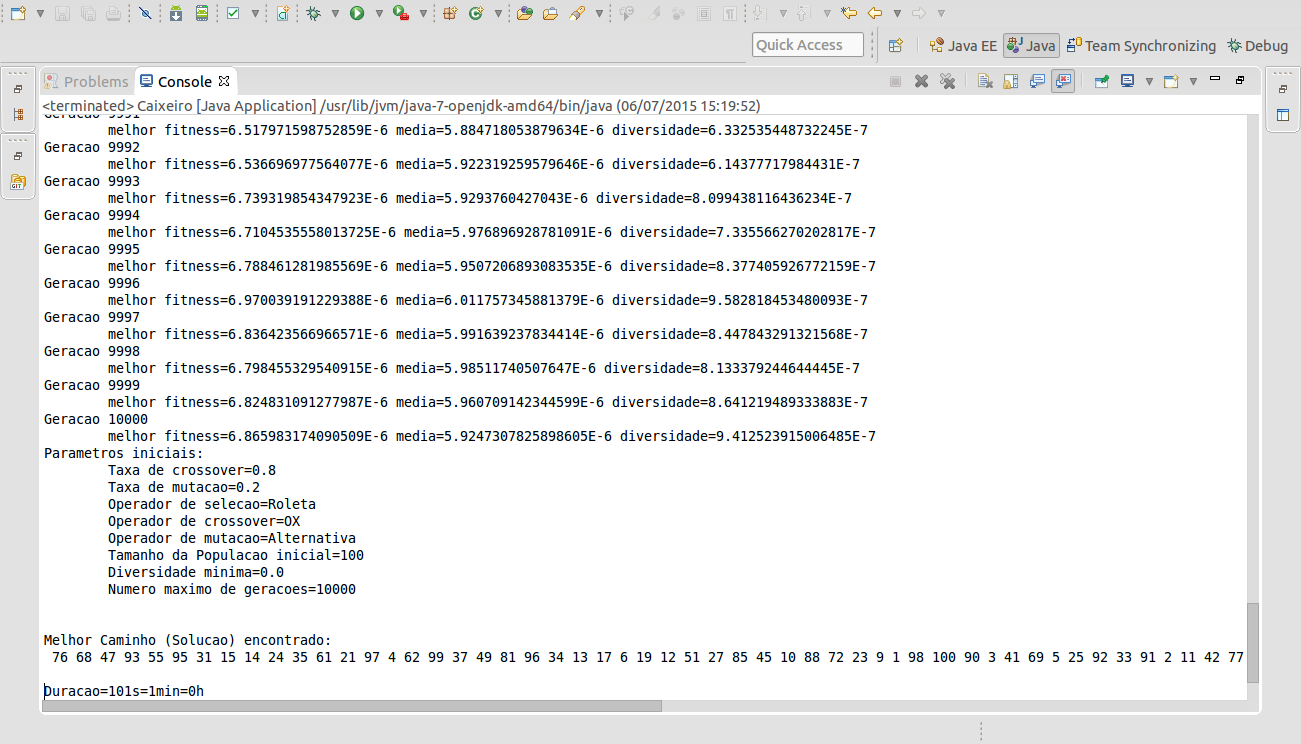 Quick Access
Java EE
Java
Team Synchronizing
Debug
Problems
Console
<terminated> Caixeiro [Java Application] /usr/lib/jvm/java-7-openjdk-amd64/bin/java (06/07/2015 15:19:52)
Geracao 9991
melhor fitness=6.517971598752859E-6 media=5.884718053879634E-6 diversidade=6.332535448732245E-7
Geracao 9992
melhor fitness=6.536696977564077E-6 media=5.922319259579646E-6 diversidade=6.14377717984431E-7
Geracao 9993
melhor fitness=6.739319854347923E-6 media=5.9293760427043E-6 diversidade=8.099438116436234E-7
Geracao 9994
melhor fitness=6.7104535558013725E-6 media=5.976896928781091E-6 diversidade=7.335566270202817E-7
Geracao 9995
melhor fitness=6.788461281985569E-6 media=5.9507206893083535E-6 diversidade=8.377405926772159E-7
Geracao 9996
melhor fitness=6.970039191229388E-6 media=6.011757345881379E-6 diversidade=9.582818453480093E-7
Geracao 9997
melhor fitness=6.836423566966571E-6 media=5.991639237834414E-6 diversidade=8.447843291321568E-7
Geracao 9998
melhor fitness=6.798455329540915E-6 media=5.98511740507647E-6 diversidade=8.133379244644445E-7
Geracao 9999
melhor fitness=6.824831091277987E-6 media=5.960709142344599E-6 diversidade=8.641219489333883E-7
Geracao 10000
melhor fitness=6.865983174090509E-6 media=5.9247307825898605E-6 diversidade=9.412523915006485E-7
Parametros iniciais:
Taxa de crossover=0.8
Taxa de mutacao=0.2
Operador de selecao=Roleta
Operador de crossover=OX
Operador de mutacao=Alternativa
Tamanho da Populacao inicial=100
Diversidade minima=0.0
Numero maximo de geracoes=10000
Melhor Caminho (Solucao) encontrado:
76 68 47 93 55 95 31 15 14 24 35 61 21 97 4 62 99 37 49 81 96 34 13 17 6 19 12 51 27 85 45 10 88 72 23 9 1 98 100 90 3 41 69 5 25 92 33 91 2 11 42 77
Duracao=101s=1min=0h
GIT